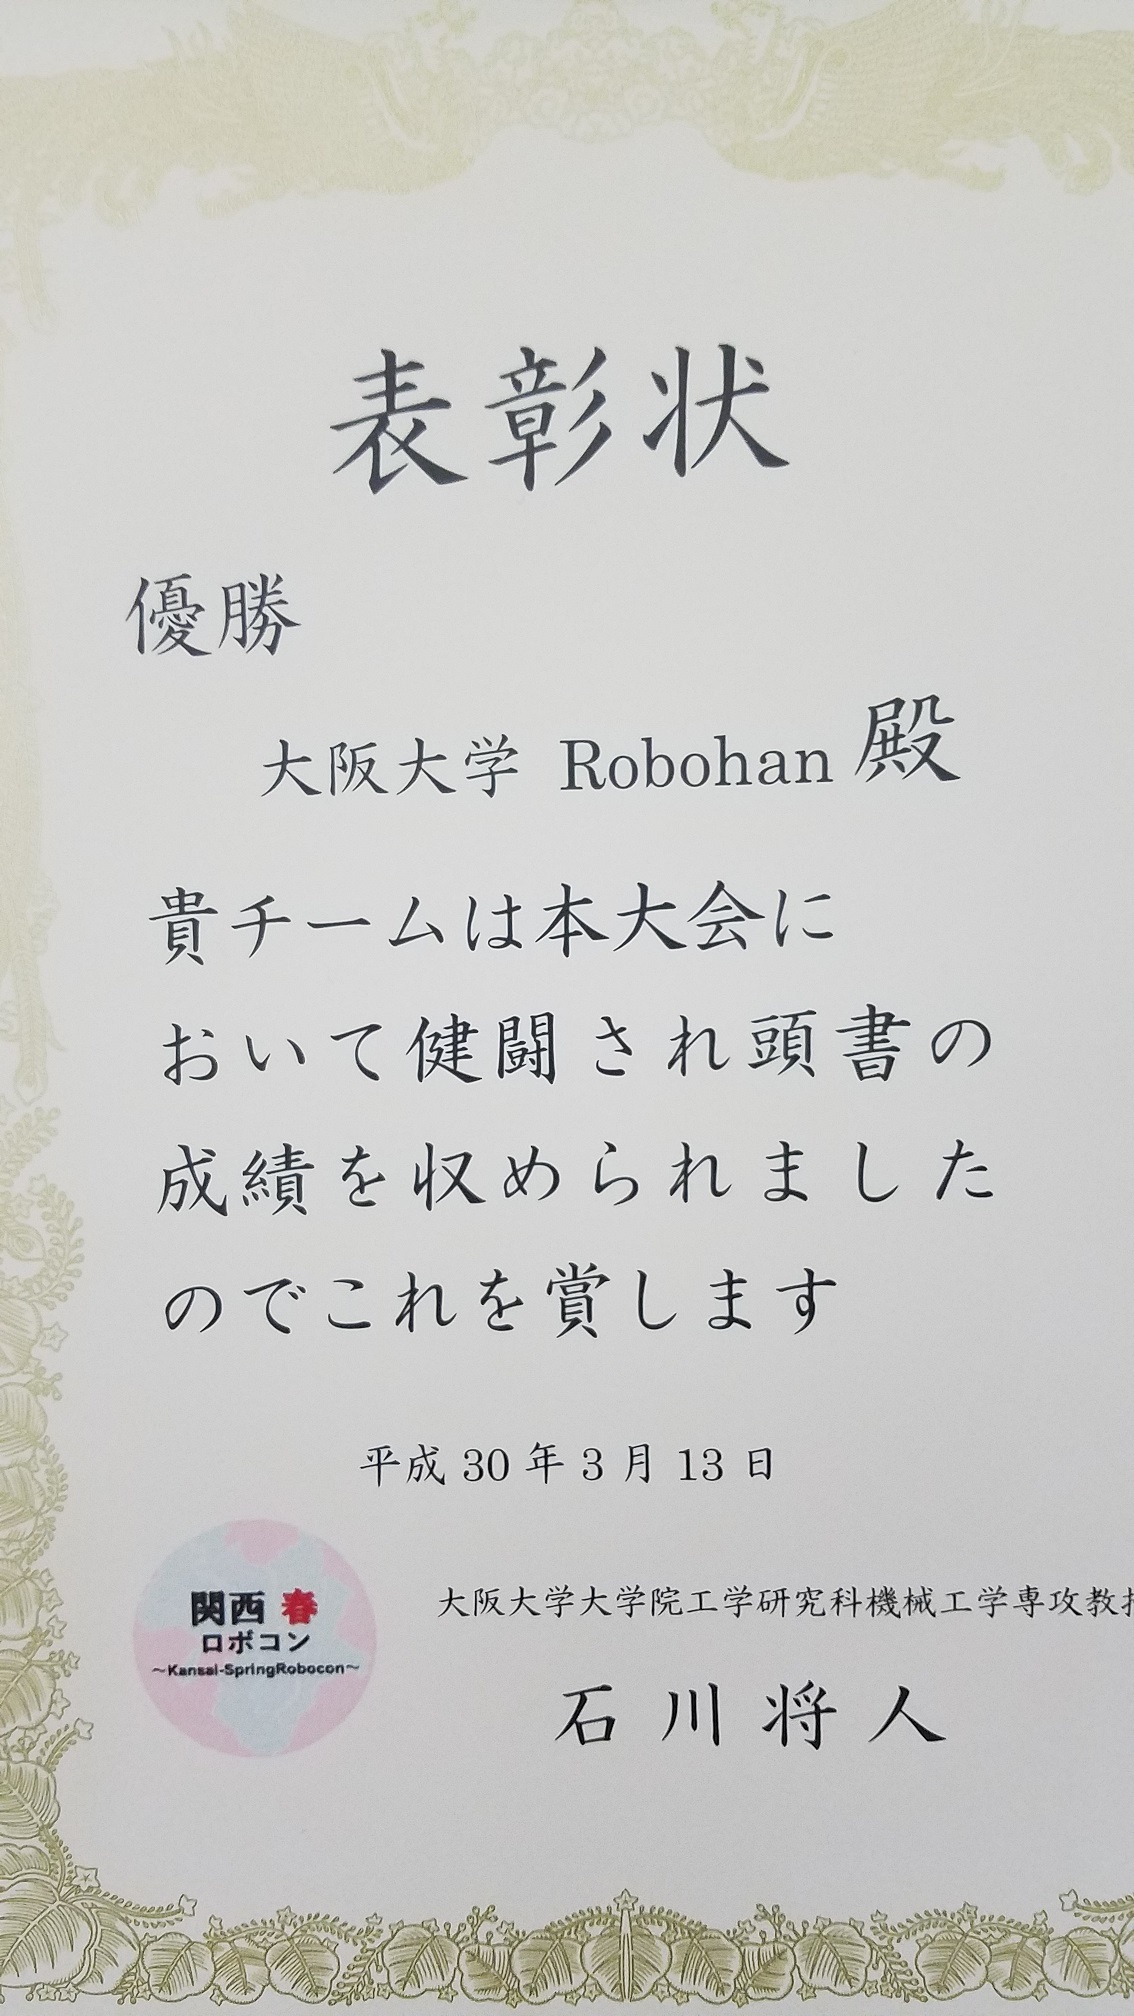 表彰状
優勝
大阪大学 Robohan 殿
貴チームは本大会に
おいて健闘され頭書の
成績を収められました
のでこれを賞します
平成 30 年 3 月 13 日
関西 春
ロボコン
～Kansai-SpringRobocon～
大阪大学大学院工学研究科機械工学専攻教
石川将人